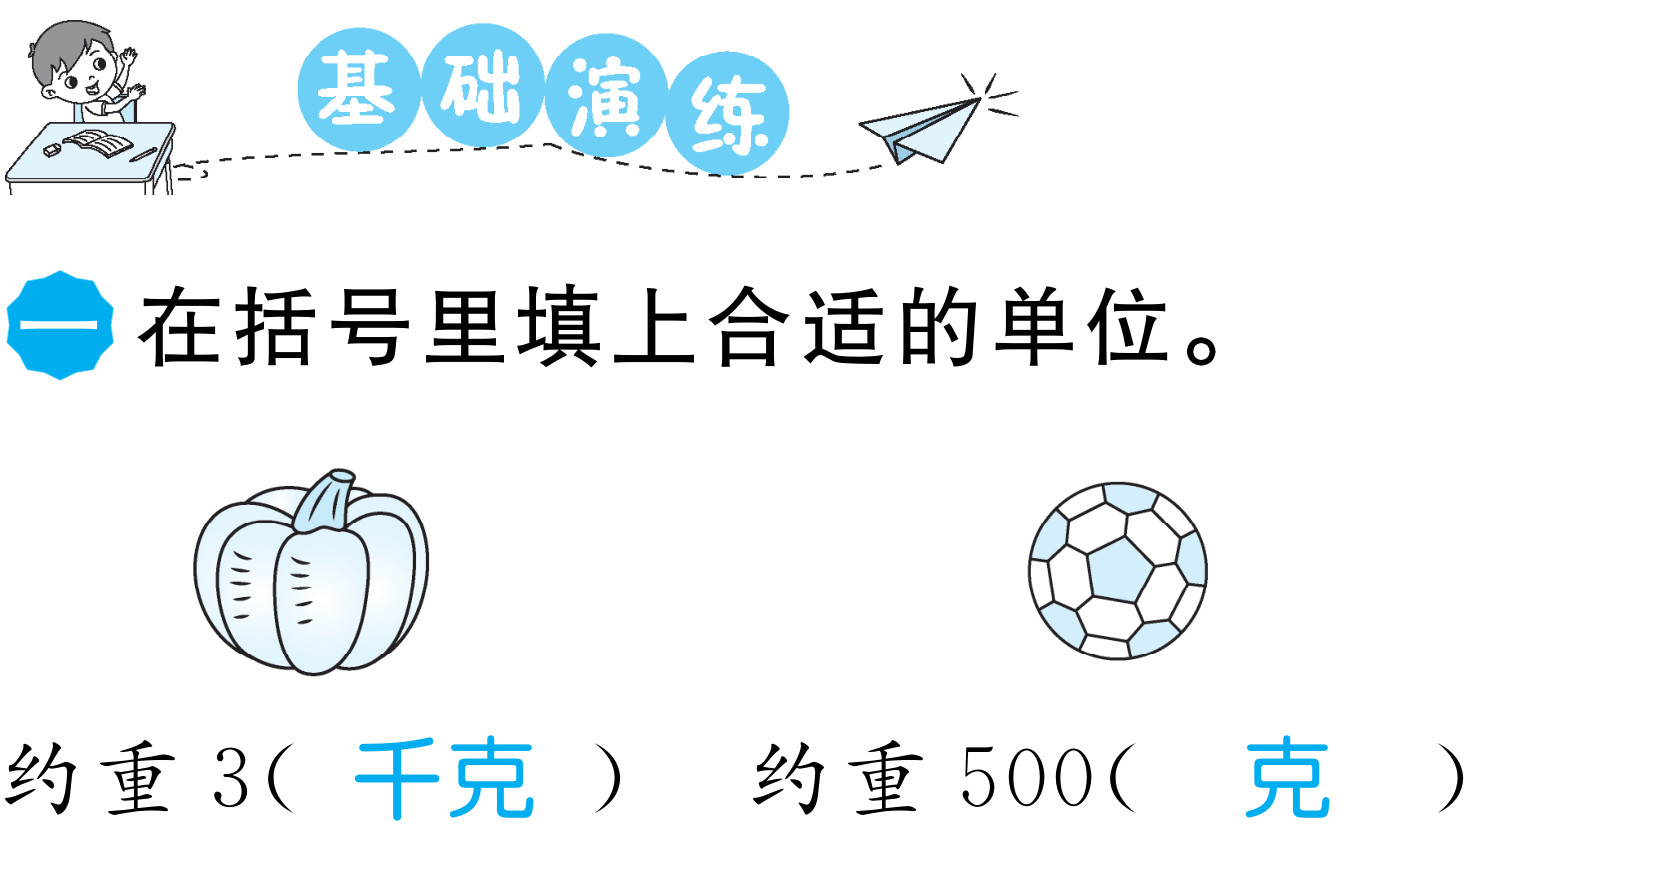 基础演练
一 在括号里填上合适的单位。
约重 3( 千克 ) 约重 500( 克 )